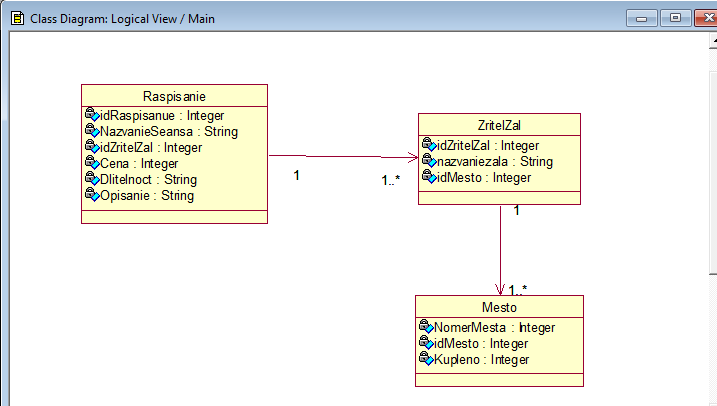 Class Diagram: Logical View / Main
Raspisanie
idRaspisanue : Integer
NazvanieSeansa : String
idZritelZal : Integer
Cena : Integer
Dlitelnoct : String
Opisanie : String
1
1..*
ZritelZal
idZritelZal : Integer
nazvaniezala : String
idMesto : Integer
1
1..*
Mesto
NomerMesta : Integer
idMesto : Integer
Kupleno : Integer